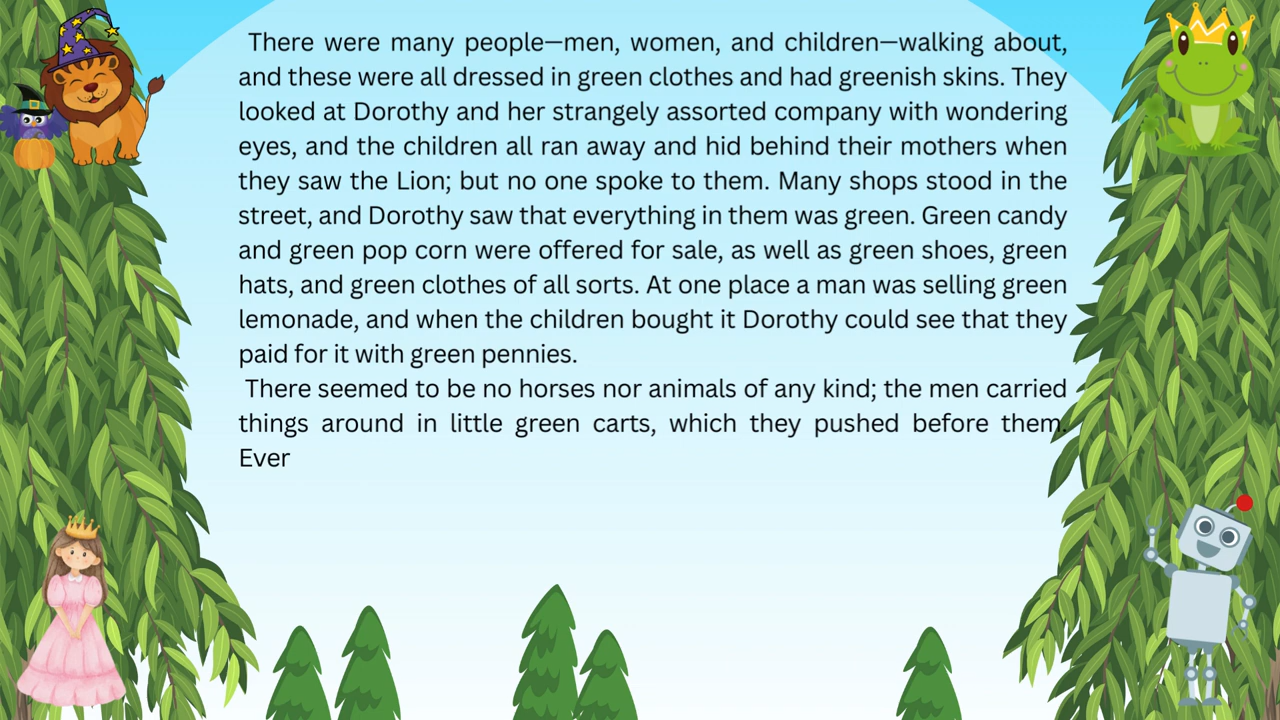 There were many people—men, women, and children—walking about,
and these were all dressed in green clothes and had greenish skins. They
looked at Dorothy and her strangely assorted company with wondering
eyes, and the children all ran away and hid behind their mothers when
they saw the Lion; but no one spoke to them. Many shops stood in the
street, and Dorothy saw that everything in them was green. Green candy
and green pop corn were offered for sale, as well as green shoes, green
hats, and green clothes of all sorts. At one place a man was selling green
lemonade, and when the children bought it Dorothy could see that they
paid for it with green pennies.
There seemed to be no horses nor animals of any kind; the men carried
things around in little green carts, which they pushed before them.
Ever